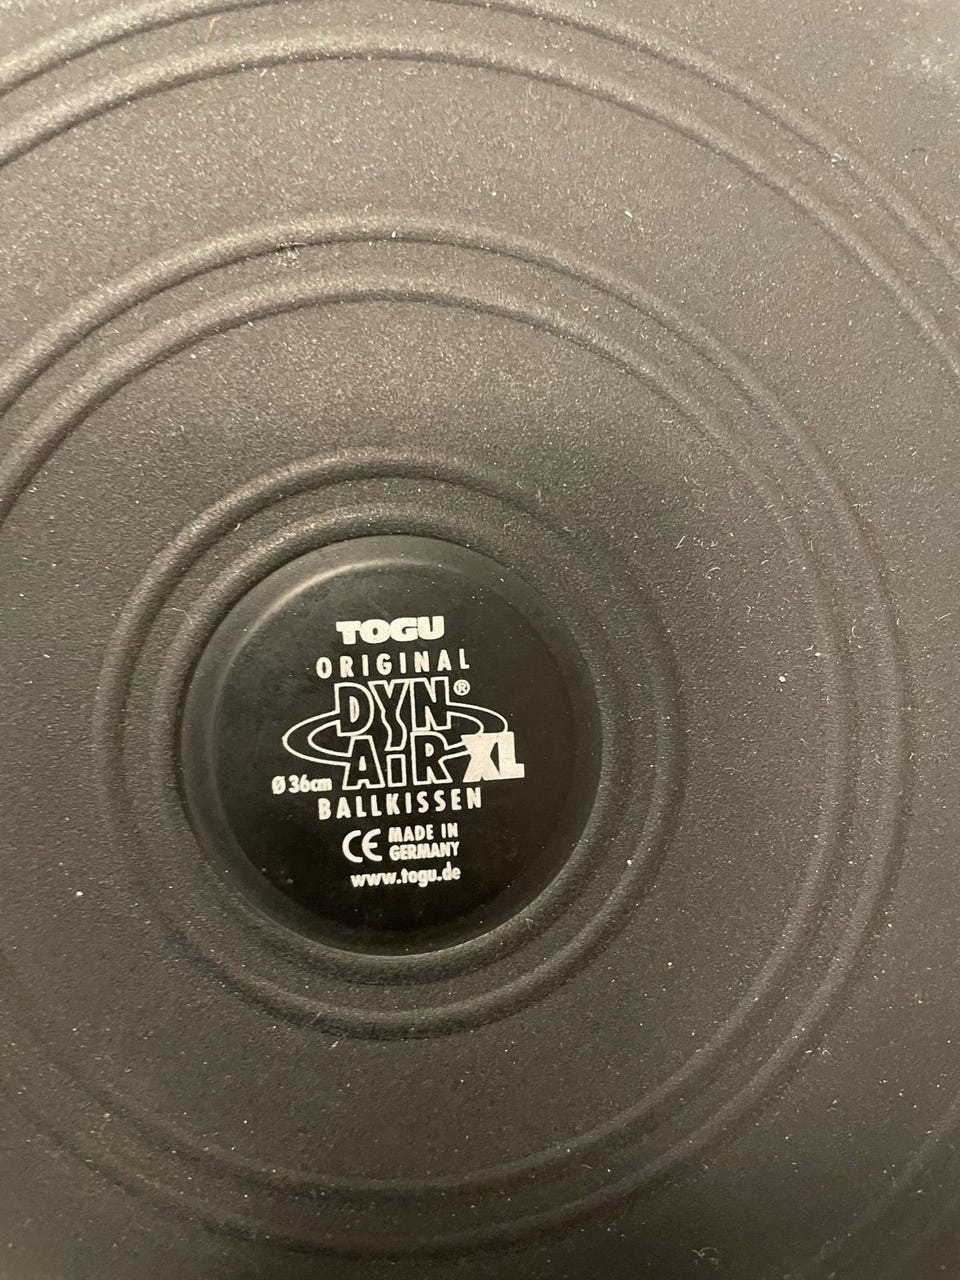 TOGU
ORIGINAL
DYN®
AiR XL
Ø 36cm
BALLKISSEN
CE MADE IN
GERMANY
www.togu.de